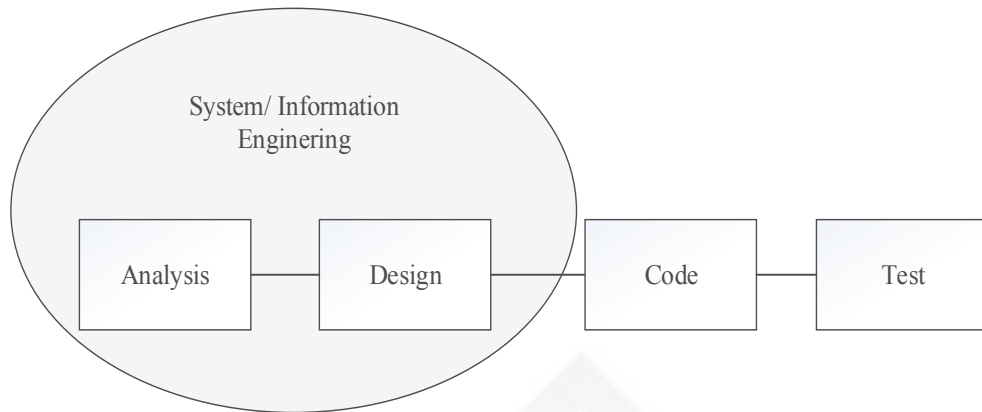 System/ Information
Enginering
Analysis
Design
Code
Test